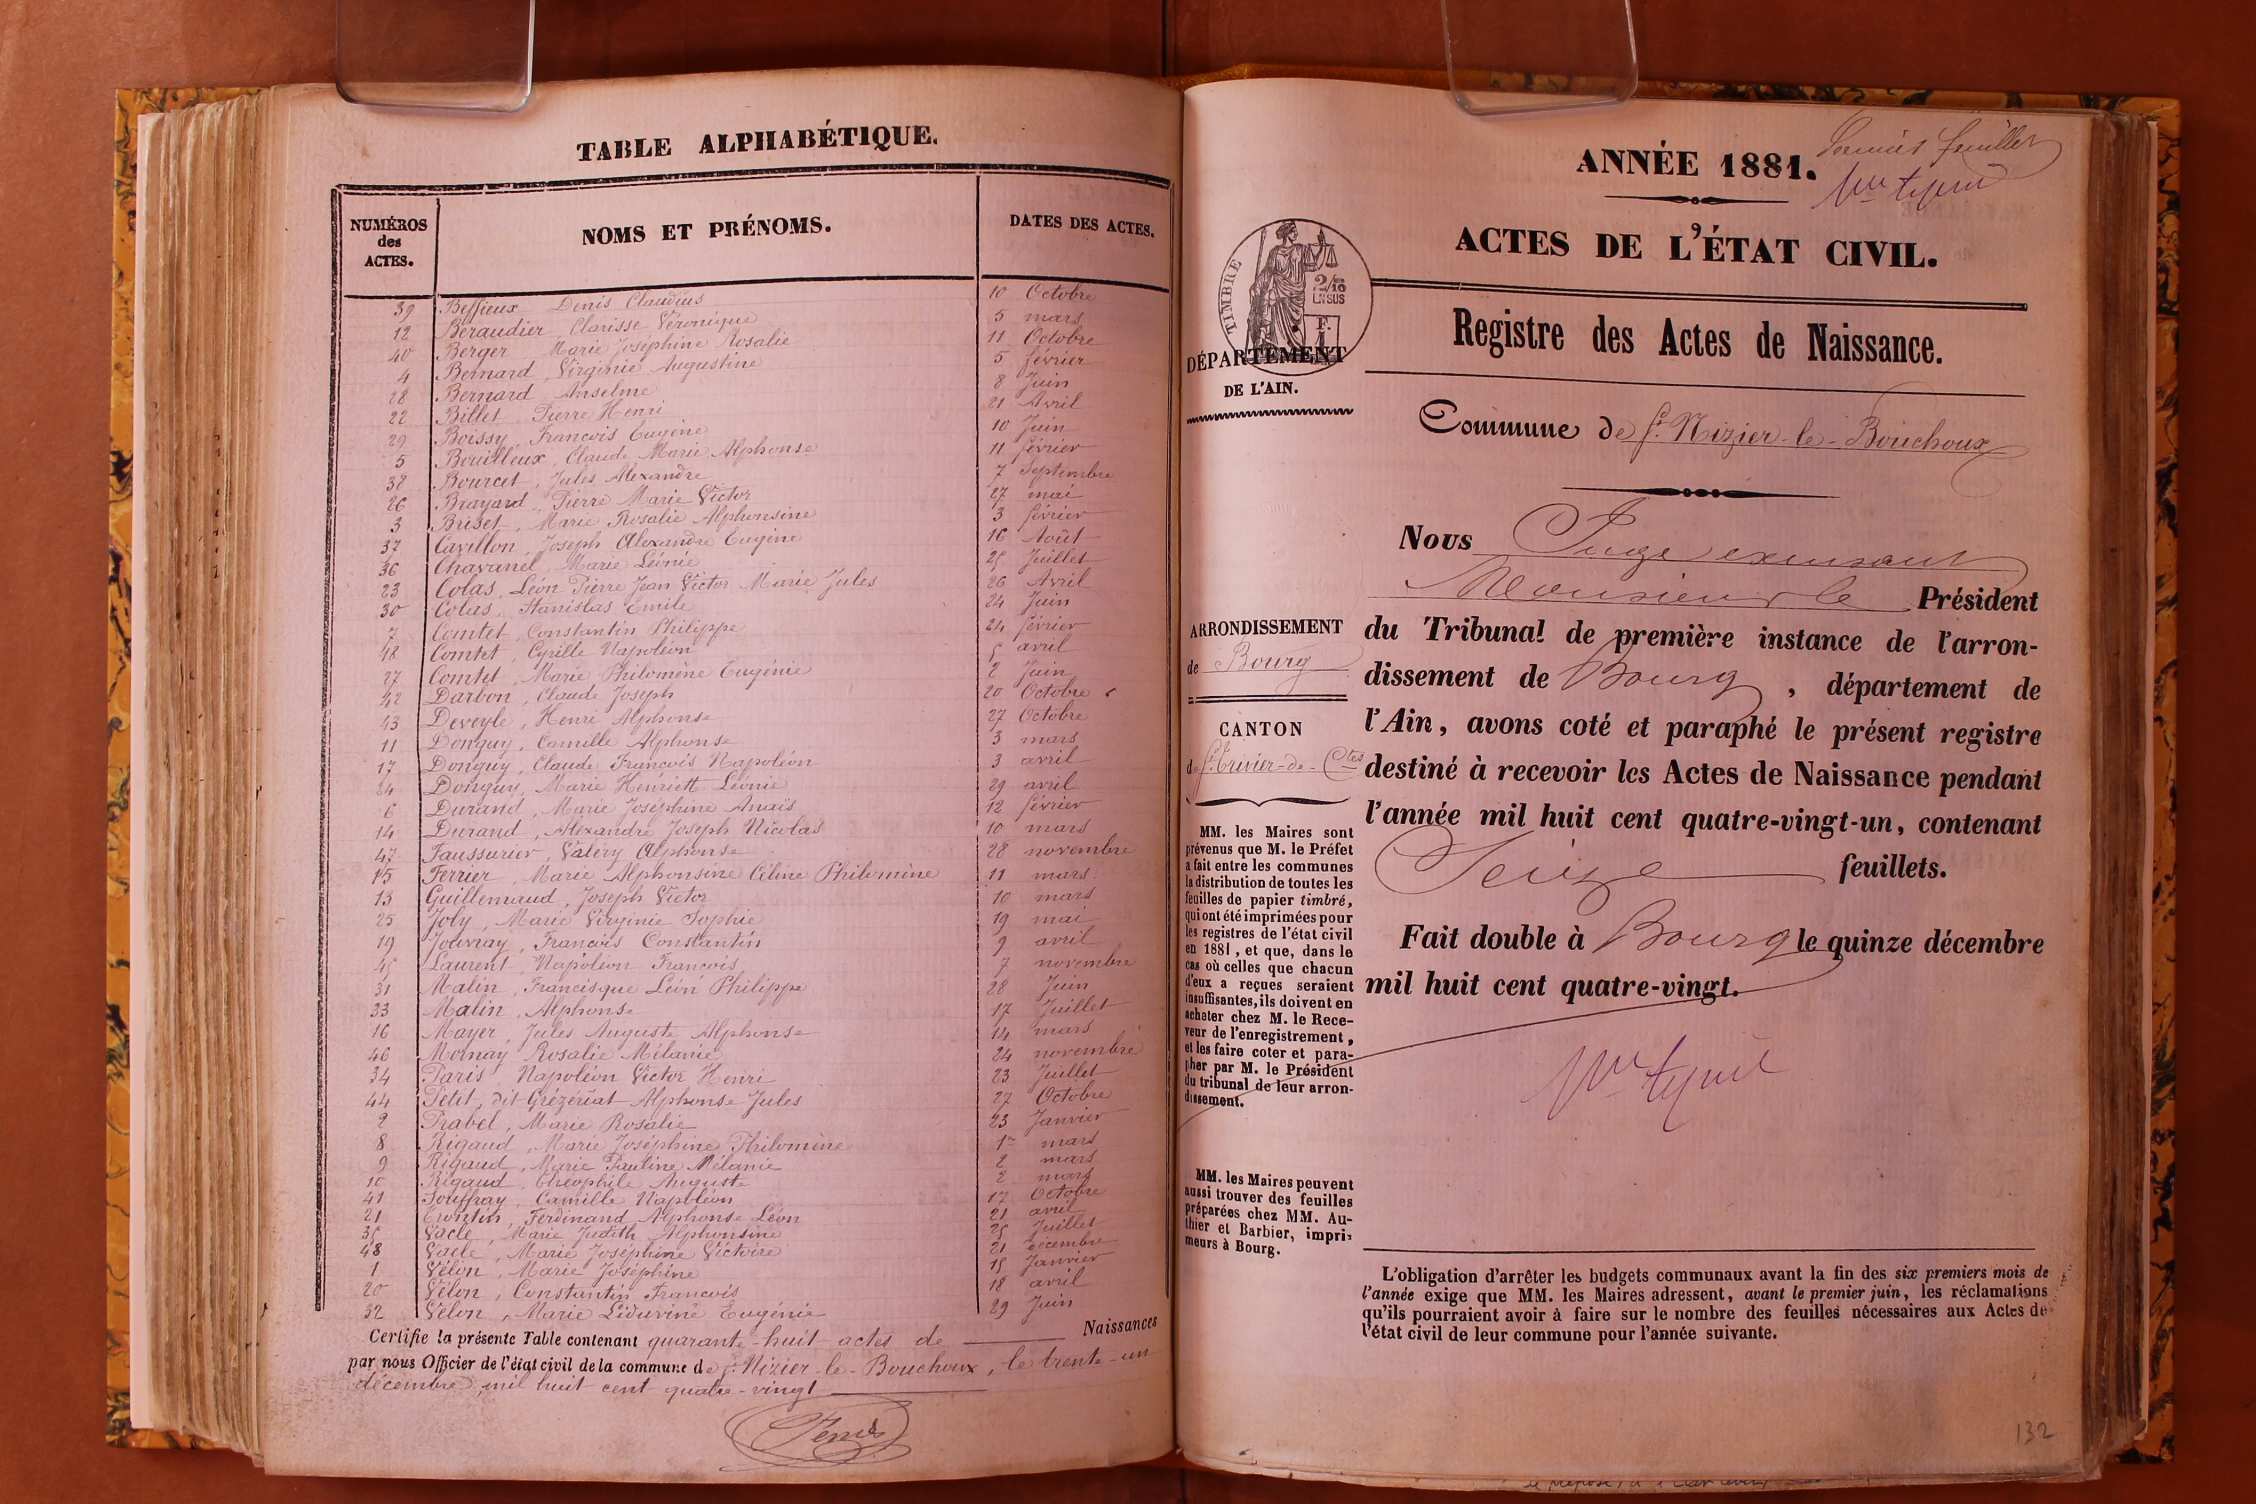 TABLE ALPHABÉTIQUE.
NUMÉROS des ACTES. NOMS ET PRÉNOMS. DATES DES ACTES.
39 Beffieux Denis Claudius 10 Octobre
12 Beraudier, Clarisse Véronique 5 mars
40 Berger Marie Joséphine Rosalie 11 Octobre
4 Bernard, Virginie Augustine 5 février
28 Bernard Anselme 8 Juin
22 Billet Pierre Henri 21 Avril
29 Boissy, Francois Eugène 10 Juin
5 Bouilleux, Claude Marie Alphonse 11 février
38 Bourcet, Jules Alexandre 7 Septembre
26 Brayard, Pierre Marie Victor 27 mai
3 Briset, Marie Rosalie Alphonsine 3 février
37 Cavillon, Joseph Alexandre Eugène 16 Août
36 Chavanel, Marie Léonie 25 Juillet
23 Colas, Léon Pierre Jean Victor Marie Jules 26 Avril
30 Colas, Stanislas Emile 24 Juin
7 Comtet, Constantin Philippe 24 février
18 Comtet, Cyrille Napoléon 5 avril
27 Comtet, Marie Philomène Eugénie 2 Juin
42 Darbon, Claude Joseph 20 Octobre
43 Deveyle, Henri Alphonse 27 Octobre
11 Donguy, Camille Alphonse 3 mars
17 Donguy, Claude François Napoléon 3 avril
24 Donguy, Marie Henriett Léonie 29 avril
6 Durand, Marie Joséphine Anaïs 12 février
14 Durand, Alexandre Joseph Nicolas 10 mars
47 Faussurier, Valéry Alphonse 28 novembre
15 Ferrier, Marie Alphonsine Céline Philomène 11 mars
13 Guillemaud, Joseph Victor 10 mars
25 Joly, Marie Virginie Sophie 19 mai
19 Jouvray, Francois Constantin 9 avril
45 Laurent, Napoléon Francois 7 novembre
31 Malin, Francisque Léon Philippe 28 Juin
33 Malin, Alphonse 17 Juillet
16 Mayer, Jules Auguste Alphonse 14 mars
46 Mornay Rosalie Mélanie 24 novembre
34 Paris Napoléon Victor Henri 23 Juillet
44 Petit, dit Grézériat Alphonse Jules 27 Octobre
2 Prabel, Marie Rosalie 23 Janvier
8 Rigaud, Marie Joséphine Philomène 1er mars
9 Rigaud, Marie Pauline Mélanie 2 mars
10 Rigaud, Théophile Auguste 2 mars
41 Souffray, Camille Napoléon 17 Octobre
21 Trontin, Ferdinand Alphonse Léon 21 avril
35 Vacle, Marie Judith Alphonsine 25 Juillet
48 Vacle, Marie Joséphine Victoire 21 décembre
1 Vélon, Marie Joséphine 15 Janvier
20 Vélon, Constantin Francois 18 avril
32 Vélon, Marie Liduvine Eugénie 29 Juin
Certifie la présente Table contenant quarante-huit actes de Naissances
par nous Officier de l'état civil de la commune de St Nizier-le-Bouchoux, le trente-un
décembre, mil huit cent quatre-vingt
ANNÉE 1881.
ACTES DE L'ÉTAT CIVIL.
TIMBRE
2/10
EN SUS
F.
Registre des Actes de Naissance.
DÉPARTEMENT
DE L'AIN.
Commune de St Nizier-le-Bouchoux
Nous Juge exerçant
Monsieur le Président
du Tribunal de première instance de l'arron-
dissement de Bourg, département de
l'Ain, avons coté et paraphé le présent registre
destiné à recevoir les Actes de Naissance pendant
l'année mil huit cent quatre-vingt-un, contenant
Seize feuillets.
Fait double à Bourg le quinze décembre
mil huit cent quatre-vingt.
ARRONDISSEMENT
de Bourg
CANTON
de St Trivier-de-Ctes
MM. les Maires sont
prévenus que M. le Préfet
a fait entre les communes
la distribution de toutes les
feuilles de papier timbré,
qui ont été imprimées pour
les registres de l'état civil
en 1881, et que, dans le
cas où celles que chacun
d'eux a reçues seraient
insuffisantes, ils doivent en
acheter chez M. le Rece-
veur de l'enregistrement,
et les faire coter et para-
pher par M. le Président
du tribunal de leur arron-
dissement.
MM. les Maires peuvent
aussi trouver des feuilles
préparées chez MM. Au-
thier et Barbier, impri-
meurs à Bourg.
L'obligation d'arrêter les budgets communaux avant la fin des six premiers mois de
l'année exige que MM. les Maires adressent, avant le premier juin, les réclamations
qu'ils pourraient avoir à faire sur le nombre des feuilles nécessaires aux Actes de
l'état civil de leur commune pour l'année suivante.
132